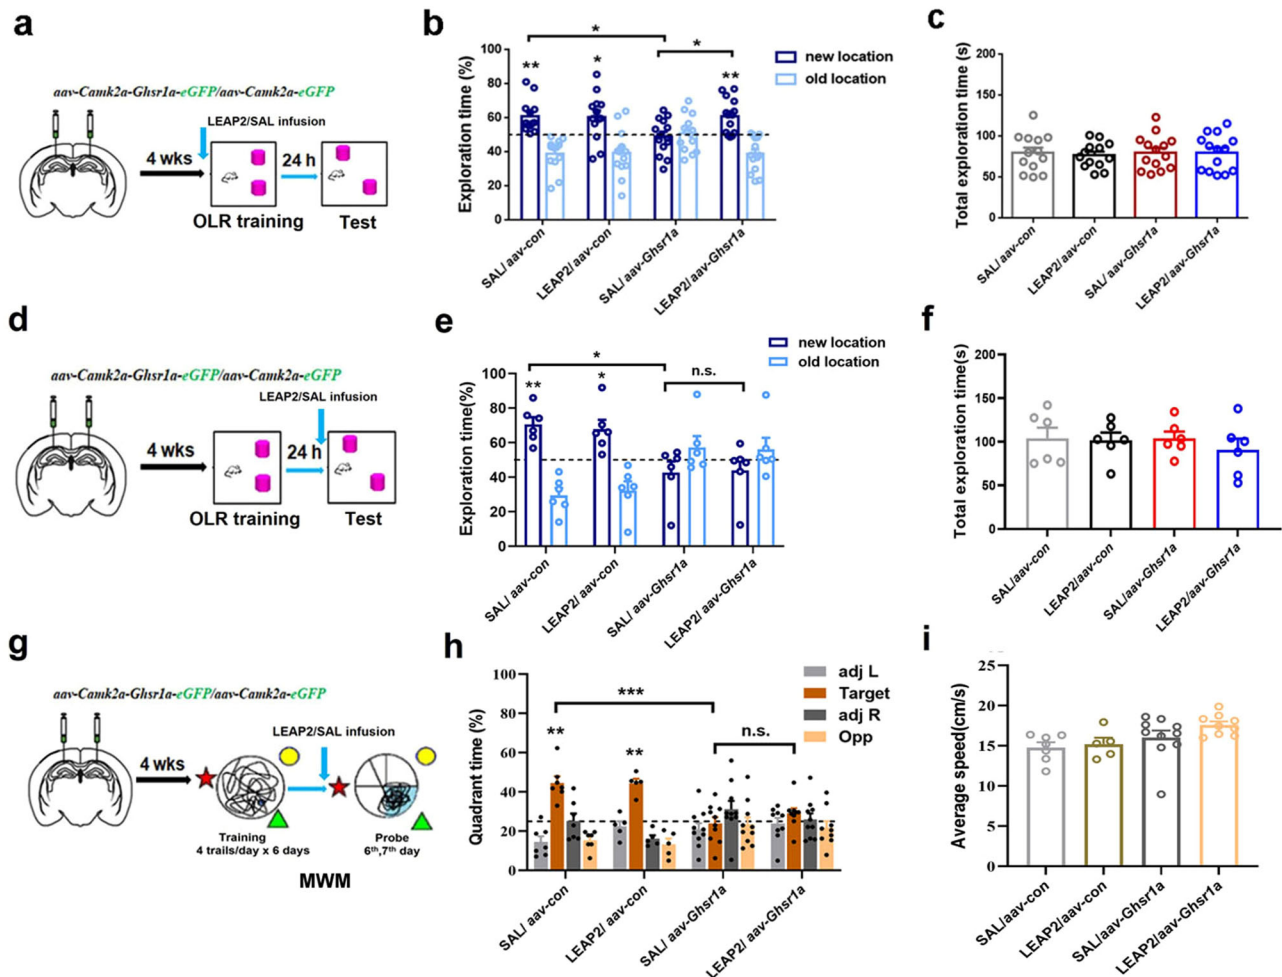 a
aav-Camk2a-Ghsr1a-eGFP/aav-Camk2a-eGFP
LEAP2/SAL infusion
4 wks
24 h
OLR training
Test
b
Exploration time (%)
100
80
60
40
20
0
*
*
**
*
**
new location
old location
SAL/ aav-con
LEAP2/ aav-con
SAL/ aav-Ghsr1a
LEAP2/ aav-Ghsr1a
c
Total exploration time (s)
200
150
100
50
0
SAL/ aav-con
LEAP2/ aav-con
SAL/ aav-Ghsr1a
LEAP2/ aav-Ghsr1a
d
aav-Camk2a-Ghsr1a-eGFP/aav-Camk2a-eGFP
LEAP2/SAL infusion
4 wks
24 h
OLR training
Test
e
Exploration time(%)
100
80
60
40
20
0
*
n.s.
**
*
new location
old location
SAL/ aav-con
LEAP2/ aav-con
SAL/ aav-Ghsr1a
LEAP2/ aav-Ghsr1a
f
Total exploration time(s)
200
150
100
50
0
SAL/aav-con
LEAP2/aav-con
SAL/aav-Ghsr1a
LEAP2/aav-Ghsr1a
g
aav-Camk2a-Ghsr1a-eGFP/aav-Camk2a-eGFP
LEAP2/SAL infusion
4 wks
Training
4 trails/day x 6 days
Probe
6th,7th day
MWM
h
Quadrant time (%)
100
80
60
40
20
0
***
n.s.
**
**
adj L
Target
adj R
Opp
SAL/ aav-con
LEAP2/ aav-con
SAL/ aav-Ghsr1a
LEAP2/ aav-Ghsr1a
i
Average speed(cm/s)
25
20
15
10
5
0
SAL/aav-con
LEAP2/aav-con
SAL/aav-Ghsr1a
LEAP2/aav-Ghsr1a